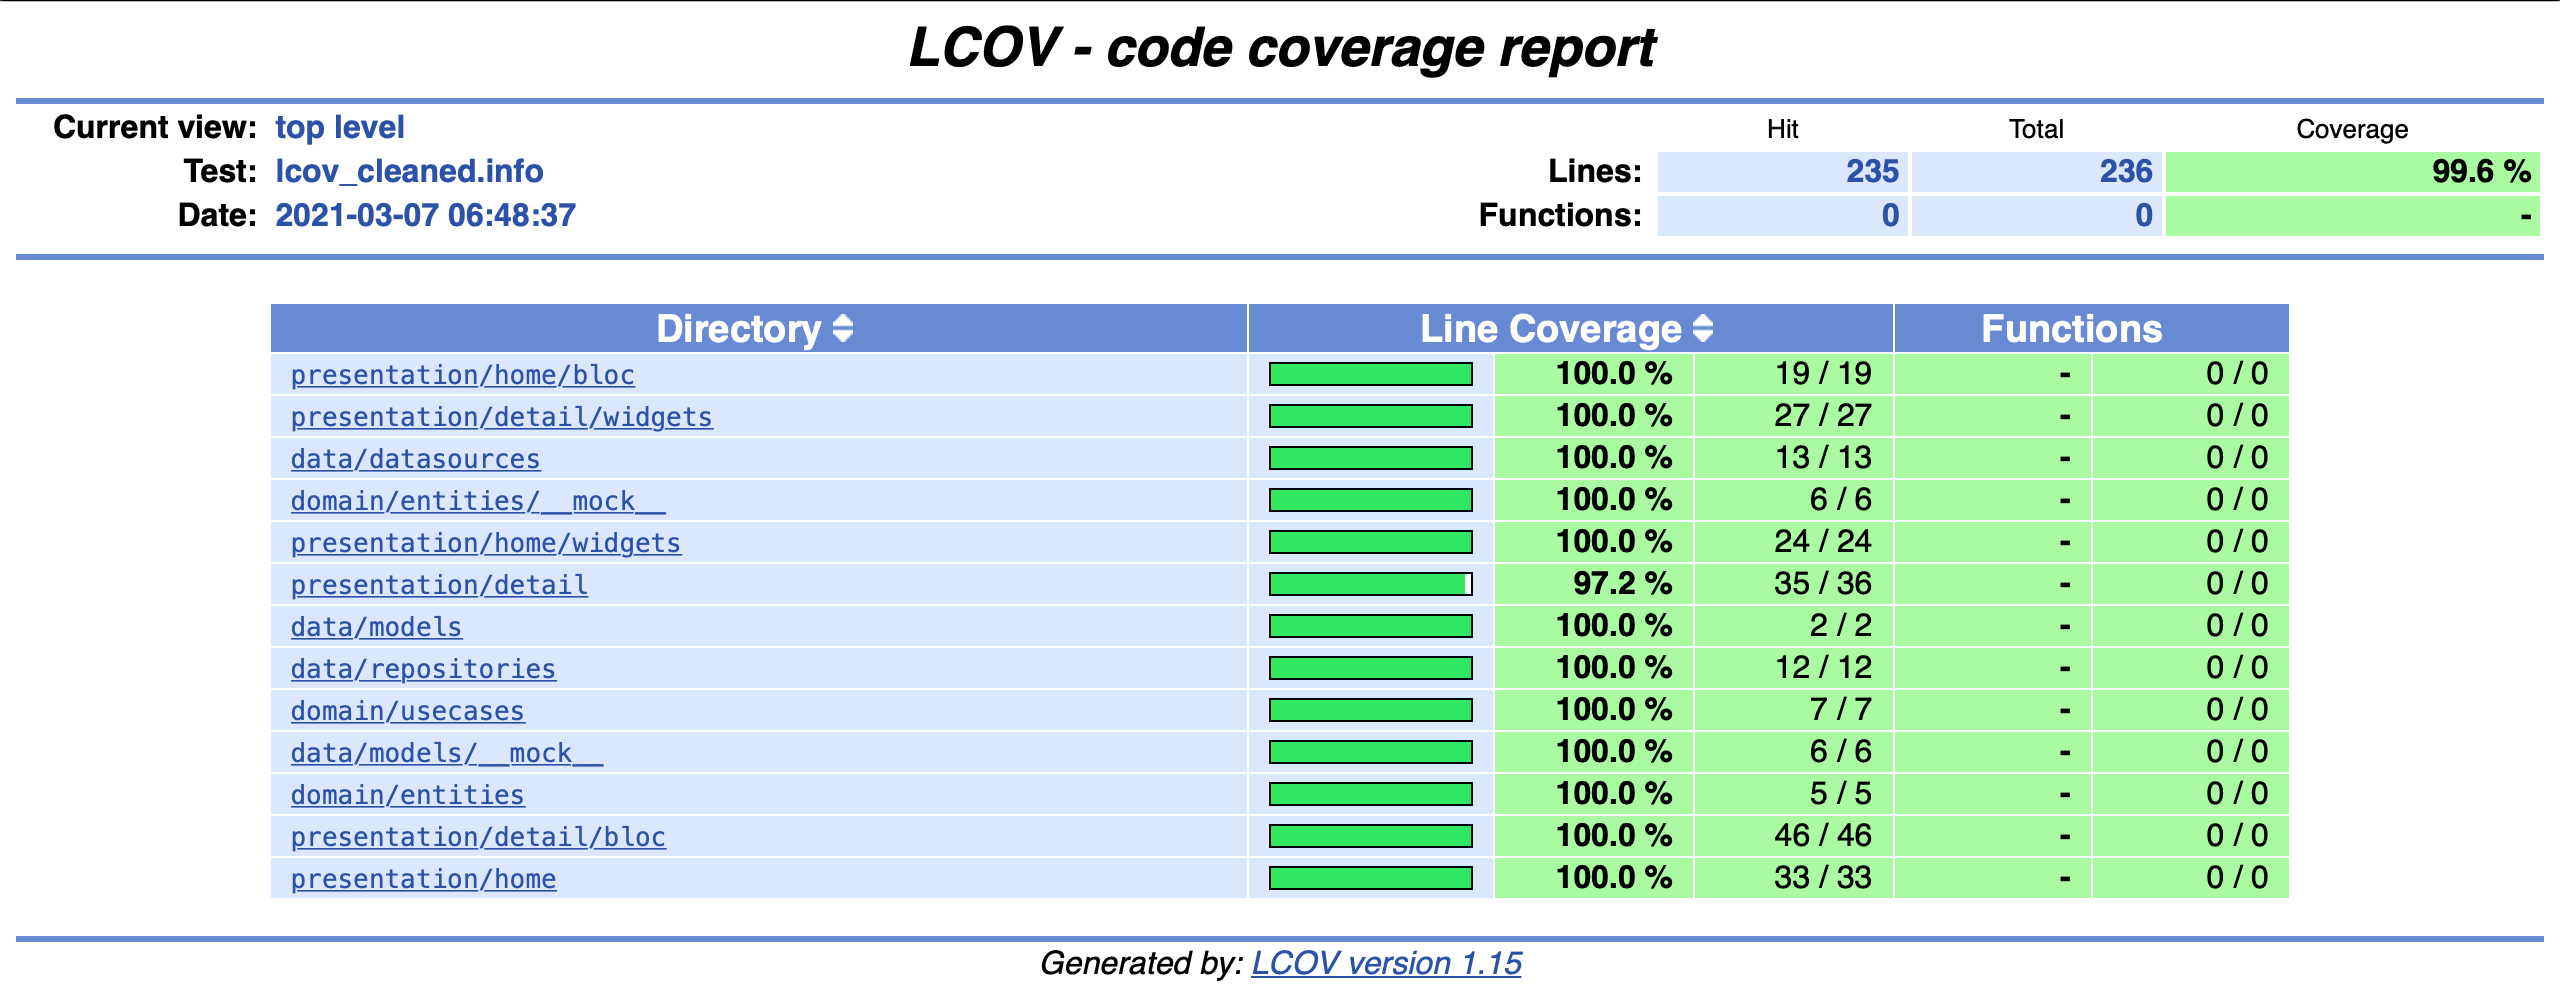 LCOV - code coverage report
Current view: top level
Hit Total Coverage
Test: lcov_cleaned.info Lines: 235 236 99.6 %
Date: 2021-03-07 06:48:37 Functions: 0 0 -
Directory Line Coverage Functions
presentation/home/bloc 100.0 % 19 / 19 - 0 / 0
presentation/detail/widgets 100.0 % 27 / 27 - 0 / 0
data/datasources 100.0 % 13 / 13 - 0 / 0
domain/entities/__mock__ 100.0 % 6 / 6 - 0 / 0
presentation/home/widgets 100.0 % 24 / 24 - 0 / 0
presentation/detail 97.2 % 35 / 36 - 0 / 0
data/models 100.0 % 2 / 2 - 0 / 0
data/repositories 100.0 % 12 / 12 - 0 / 0
domain/usecases 100.0 % 7 / 7 - 0 / 0
data/models/__mock__ 100.0 % 6 / 6 - 0 / 0
domain/entities 100.0 % 5 / 5 - 0 / 0
presentation/detail/bloc 100.0 % 46 / 46 - 0 / 0
presentation/home 100.0 % 33 / 33 - 0 / 0
Generated by: LCOV version 1.15